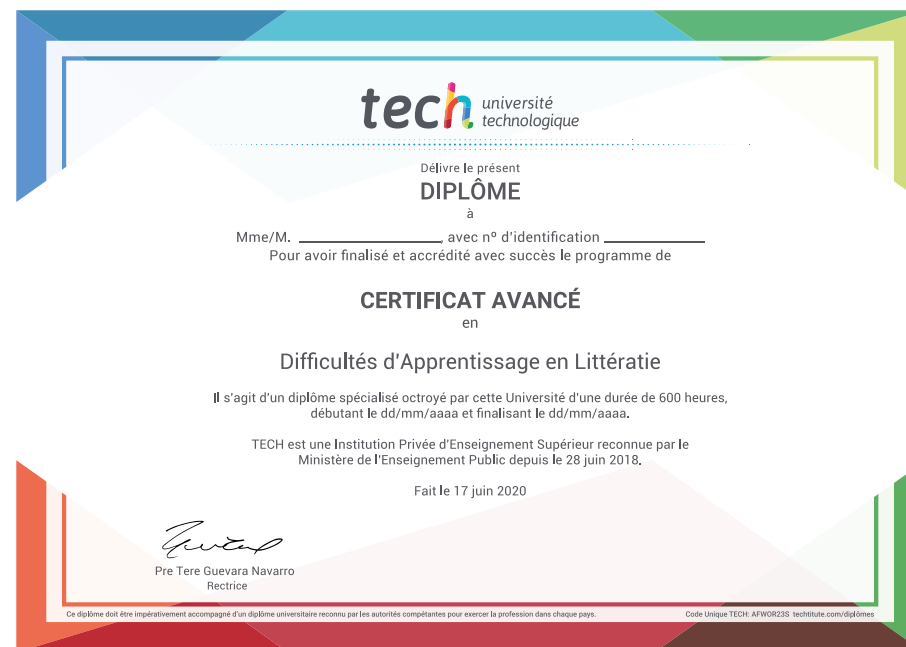 tech université
technologique
Délivre le présent
DIPLÔME
à
Mme/M. ____________________, avec nº d'identification ______________
Pour avoir finalisé et accrédité avec succès le programme de
CERTIFICAT AVANCÉ
en
Difficultés d'Apprentissage en Littératie
Il s'agit d'un diplôme spécialisé octroyé par cette Université d'une durée de 600 heures,
débutant le dd/mm/aaaa et finalisant le dd/mm/aaaa.
TECH est une Institution Privée d'Enseignement Supérieur reconnue par le
Ministère de l'Enseignement Public depuis le 28 juin 2018.
Fait le 17 juin 2020
Pre Tere Guevara Navarro
Rectrice
Ce diplôme doit être impérativement accompagné d'un diplôme universitaire reconnu par les autorités compétentes pour exercer la profession dans chaque pays.
Code Unique TECH: AFWOR23S techtitute.com/diplômes